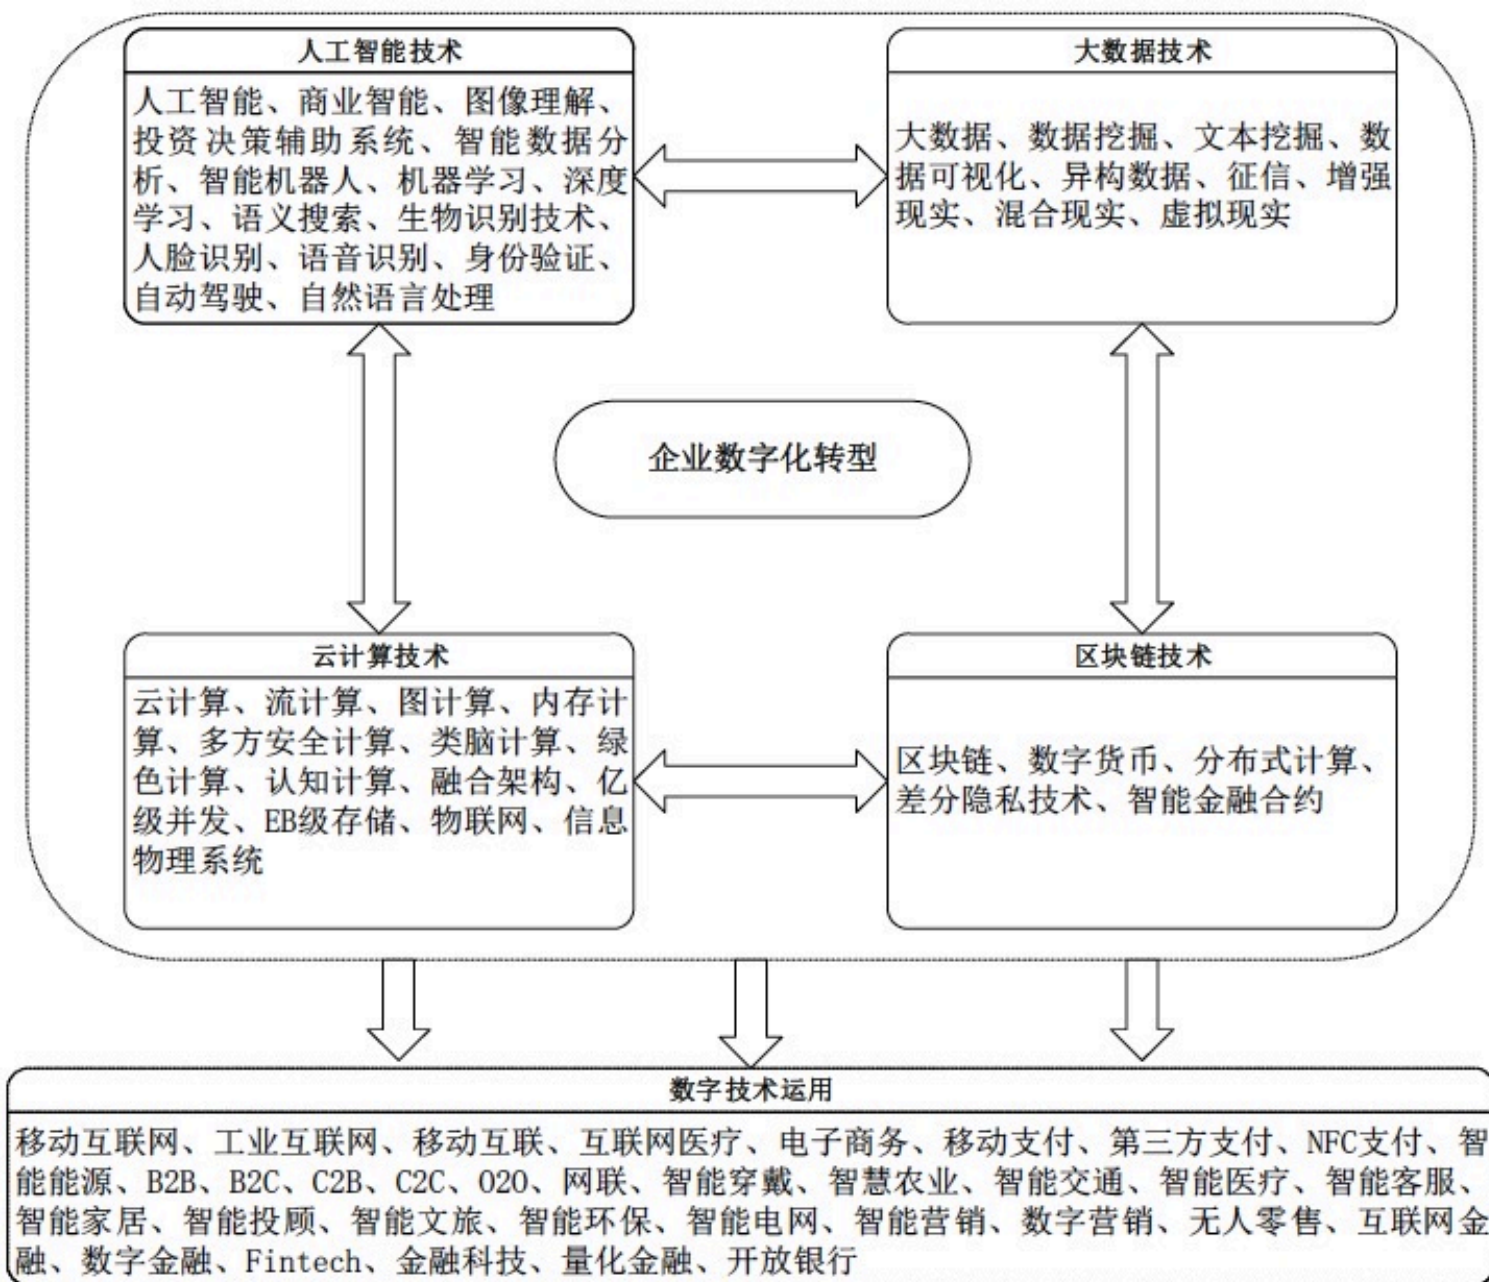 人工智能技术
人工智能、商业智能、图像理解、
投资决策辅助系统、智能数据分
析、智能机器人、机器学习、深度
学习、语义搜索、生物识别技术、
人脸识别、语音识别、身份验证、
自动驾驶、自然语言处理
大数据技术
大数据、数据挖掘、文本挖掘、数
据可视化、异构数据、征信、增强
现实、混合现实、虚拟现实
企业数字化转型
云计算技术
云计算、流计算、图计算、内存计
算、多方安全计算、类脑计算、绿
色计算、认知计算、融合架构、亿
级并发、EB级存储、物联网、信息
物理系统
区块链技术
区块链、数字货币、分布式计算、
差分隐私技术、智能金融合约
数字技术运用
移动互联网、工业互联网、移动互联、互联网医疗、电子商务、移动支付、第三方支付、NFC支付、智
能能源、B2B、B2C、C2B、C2C、O2O、网联、智能穿戴、智慧农业、智能交通、智能医疗、智能客服、
智能家居、智能投顾、智能文旅、智能环保、智能电网、智能营销、数字营销、无人零售、互联网金
融、数字金融、Fintech、金融科技、量化金融、开放银行